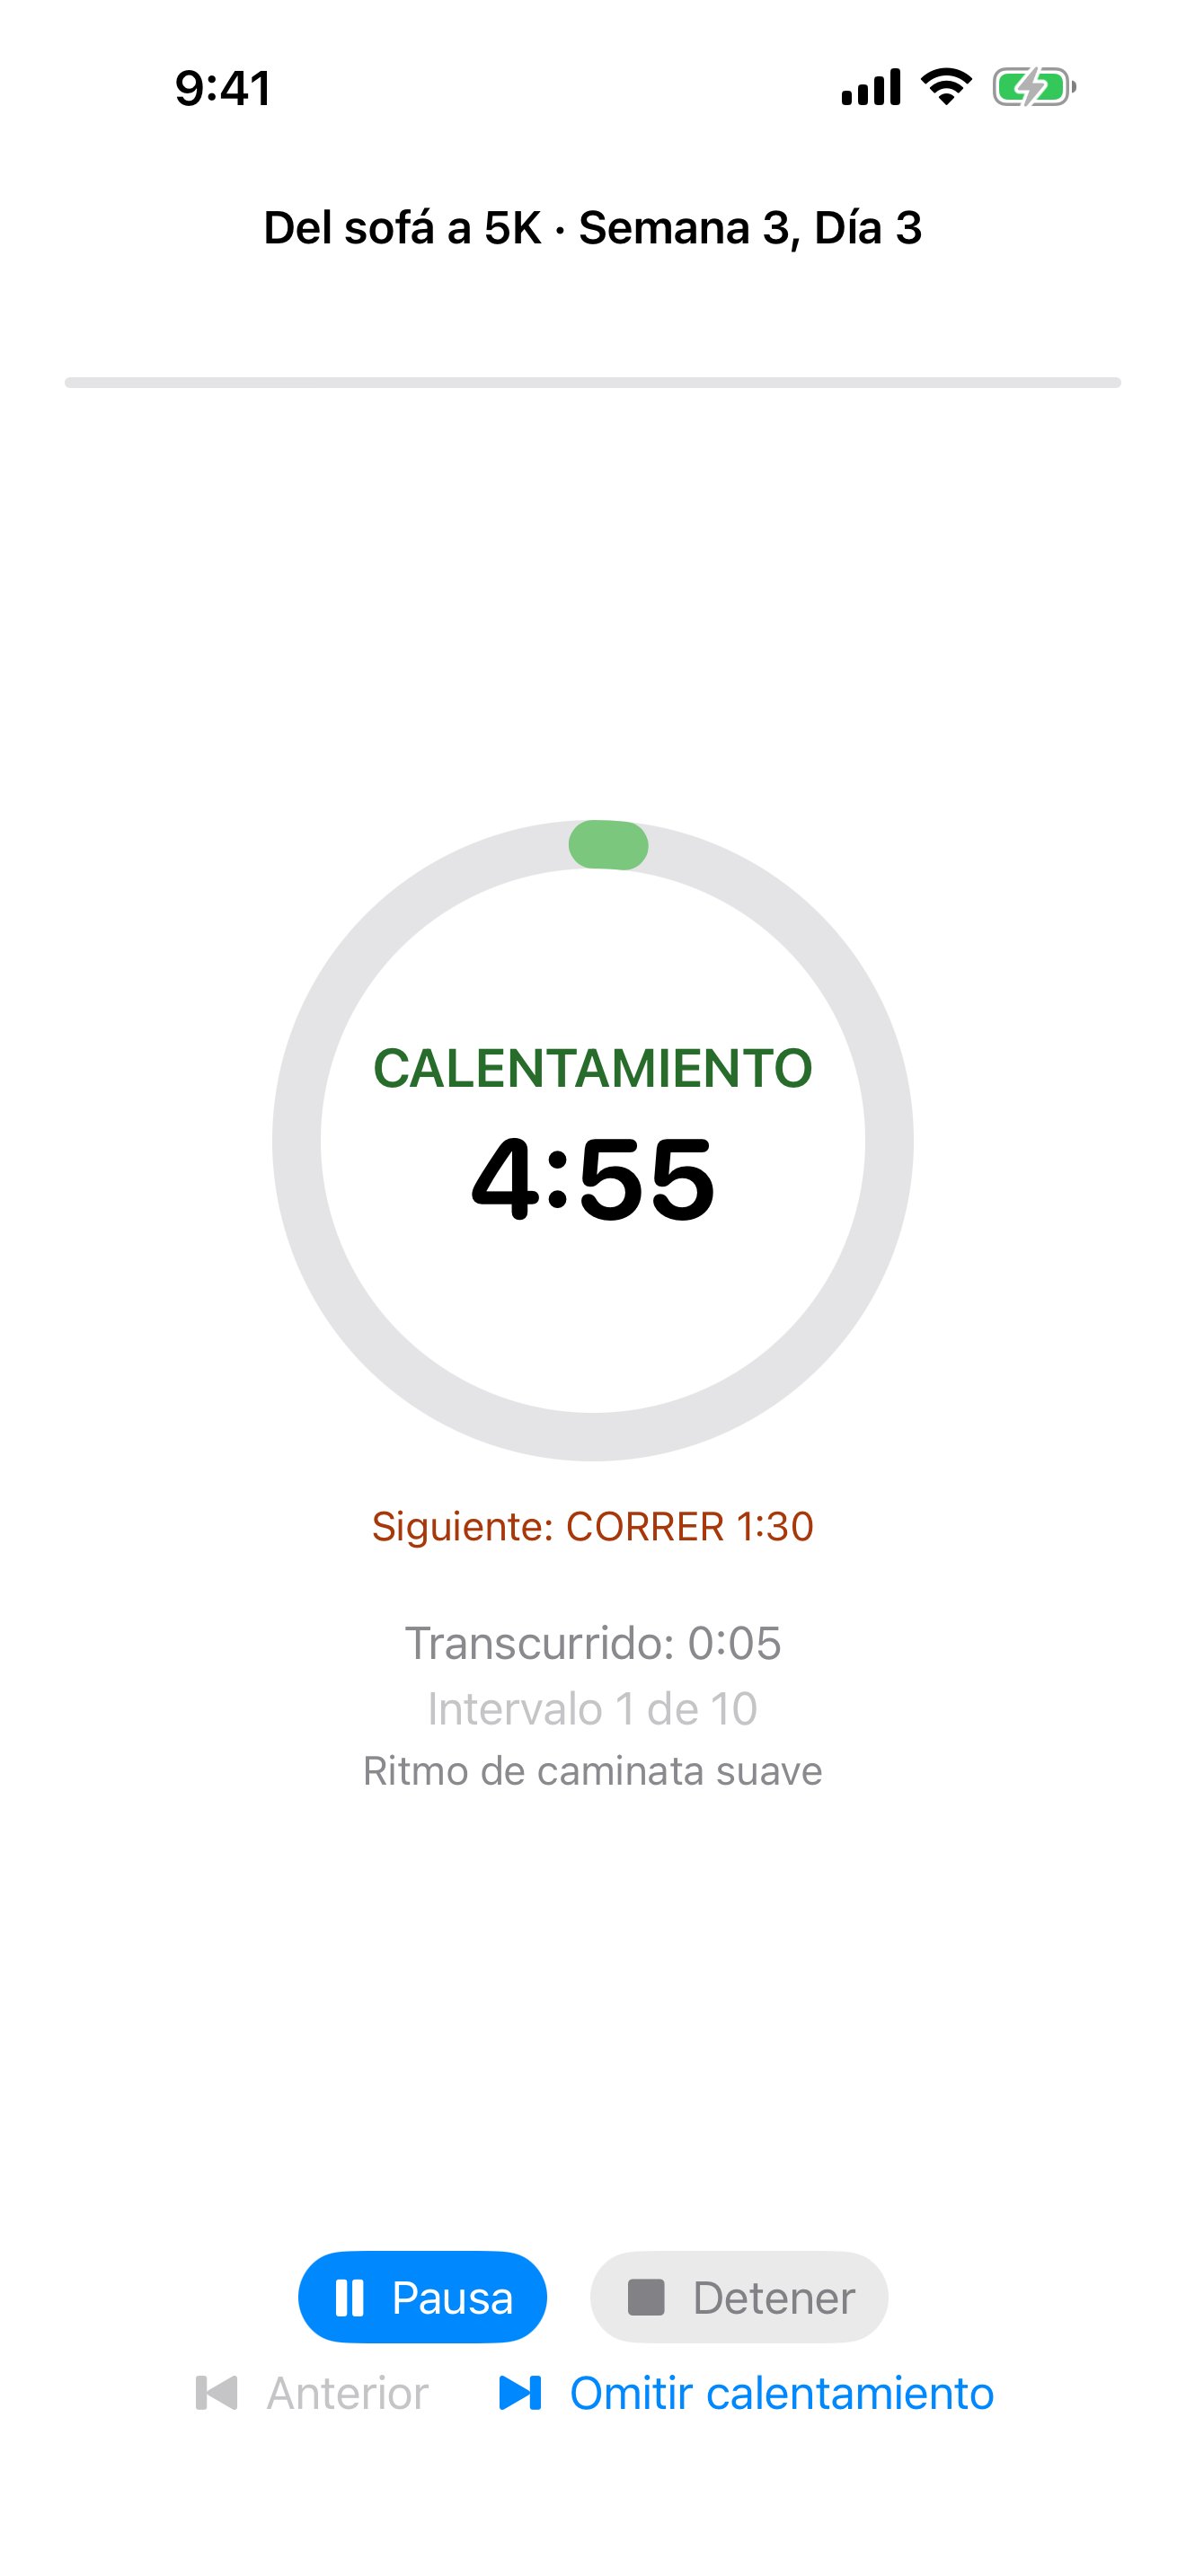 9:41
Del sofá a 5K · Semana 3, Día 3
CALENTAMIENTO
4:55
Siguiente: CORRER 1:30
Transcurrido: 0:05
Intervalo 1 de 10
Ritmo de caminata suave
Pausa
Detener
Anterior
Omitir calentamiento